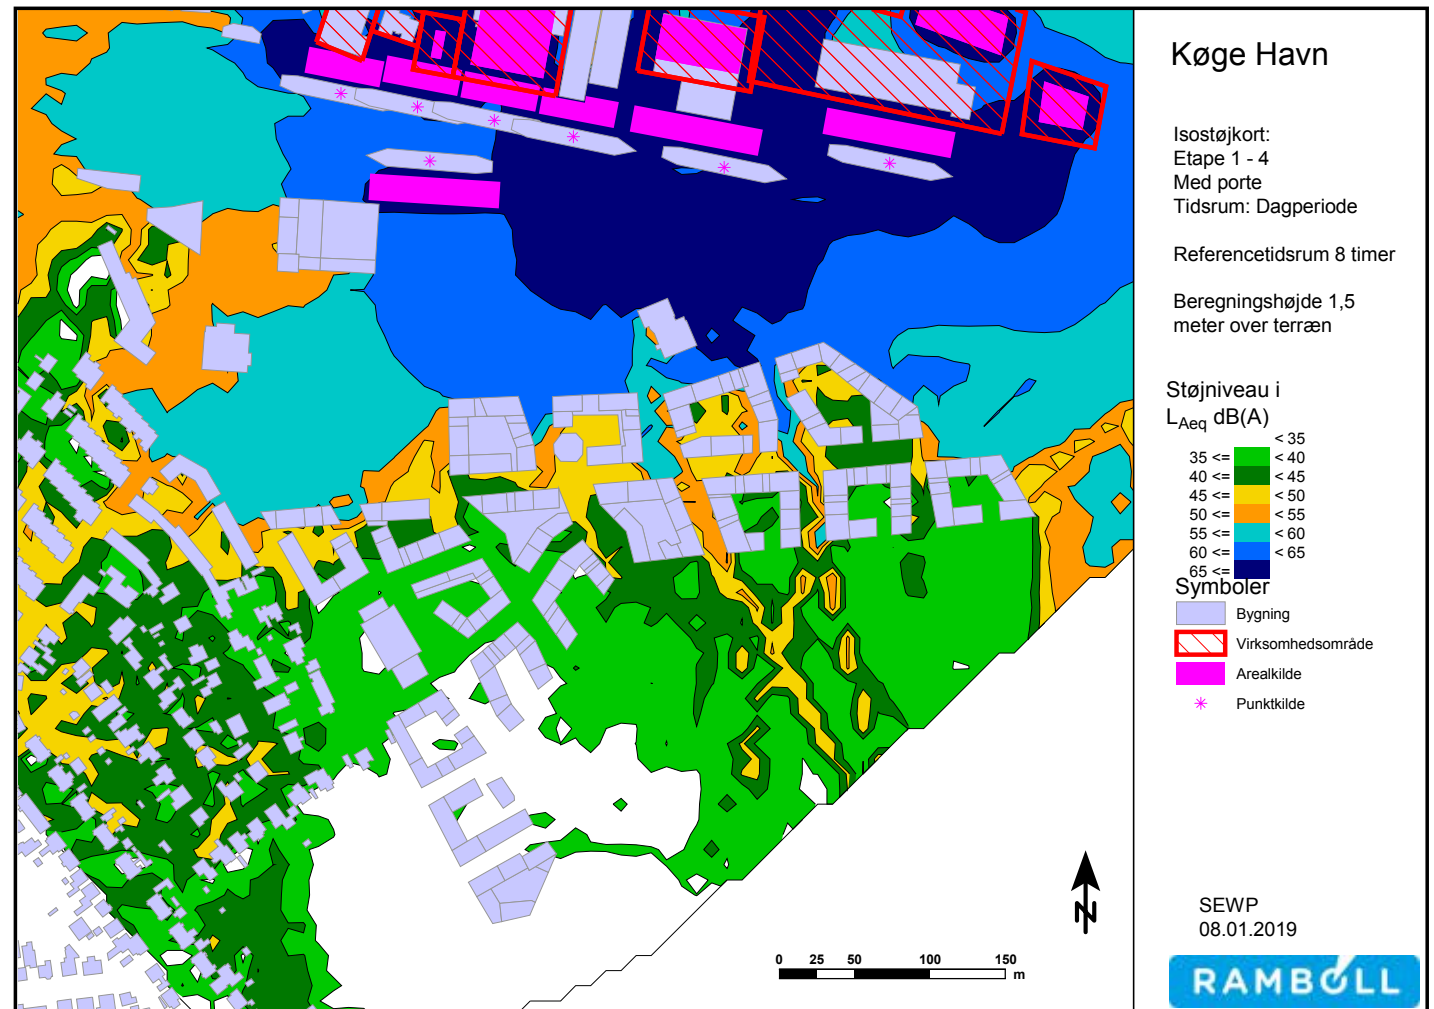 Køge Havn
Isostøjkort:
Etape 1 - 4
Med porte
Tidsrum: Dagperiode
Referencetidsrum 8 timer
Beregningshøjde 1,5
meter over terræn
Støjniveau i
LAeq dB(A)
< 35
35 <= < 40
40 <= < 45
45 <= < 50
50 <= < 55
55 <= < 60
60 <= < 65
65 <=
Symboler
Bygning
Virksomhedsområde
Arealkilde
Punktkilde
N
0 25 50 100 150
m
SEWP
08.01.2019
RAMBOLL